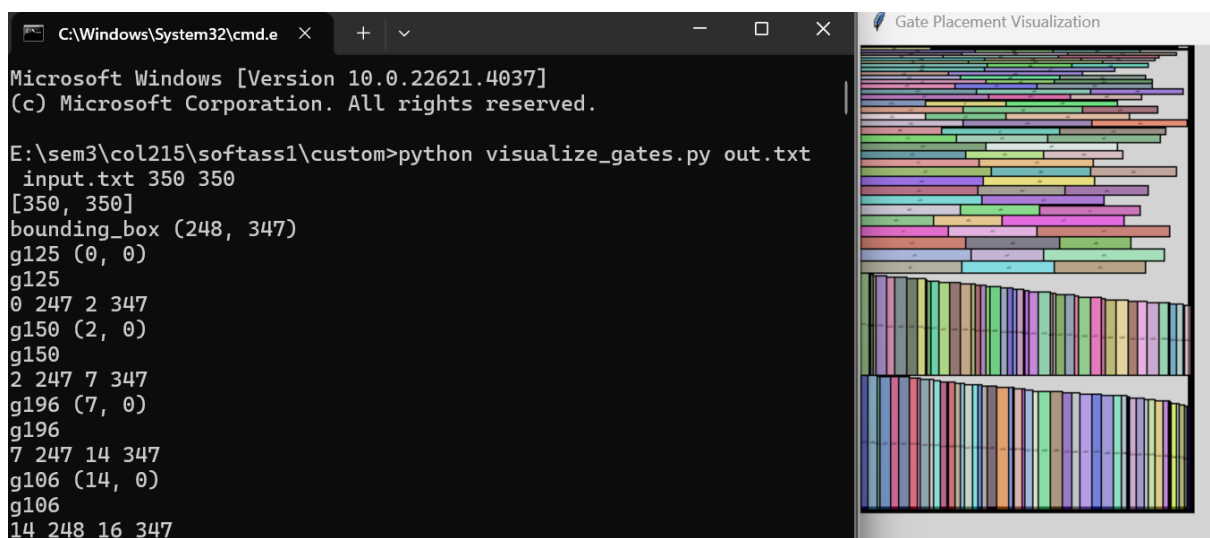 C:\Windows\System32\cmd.e
Microsoft Windows [Version 10.0.22621.4037]
(c) Microsoft Corporation. All rights reserved.
E:\sem3\col215\softass1\custom>python visualize_gates.py out.txt
input.txt 350 350
[350, 350]
bounding_box (248, 347)
g125 (0, 0)
g125
0 247 2 347
g150 (2, 0)
g150
2 247 7 347
g196 (7, 0)
g196
7 247 14 347
g106 (14, 0)
g106
14 248 16 347
Gate Placement Visualization